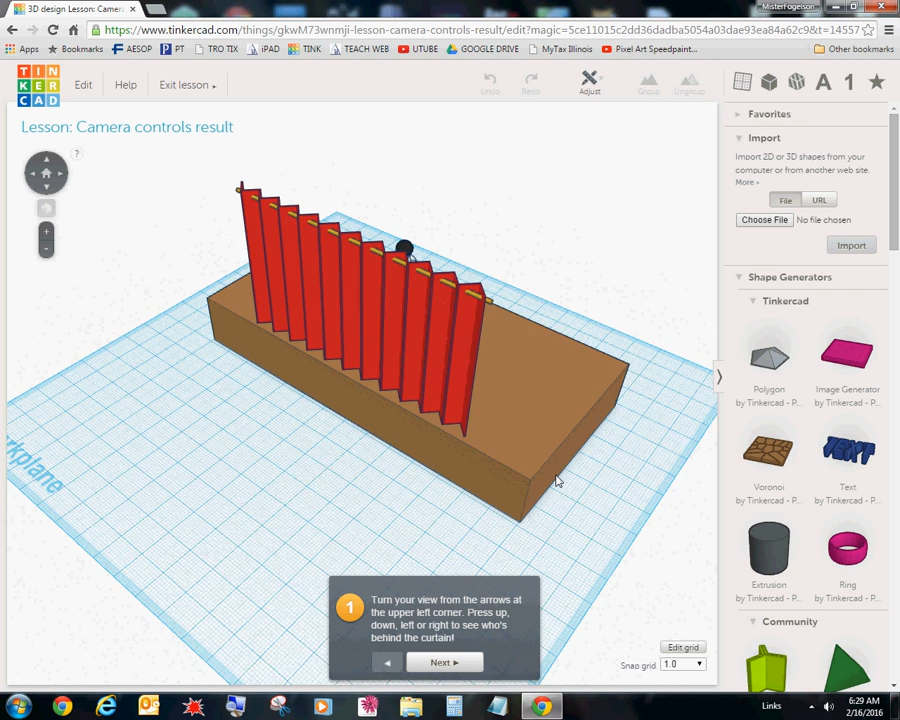 3D design Lesson: Camera
MisterFogelson
https://www.tinkercad.com/things/gkwM73wnmji-lesson-camera-controls-result/edit?magic=5ce11015c2dd36dadba5054a03dae93ea84a62c9&t=14557
Apps Bookmarks AESOP PT TRO TIX iPAD TINK TEACH WEB UTUBE GOOGLE DRIVE MyTax Illinois Pixel Art Speedpaint... Other bookmarks
TIN
KER
CAD
Edit Help Exit lesson Undo Redo Adjust Group Ungroup A 1
Lesson: Camera controls result
?
+
-
Favorites
Import
Import 2D or 3D shapes from your
computer or from another web site.
More
File URL
Choose File No file chosen
Import
Shape Generators
Tinkercad
Polygon Image Generator
by Tinkercad - P... by Tinkercad - P...
TEXT
Voronoi Text
by Tinkercad - P... by Tinkercad - P...
Extrusion Ring
by Tinkercad - P... by Tinkercad - P...
Community
rkplane
1
Turn your view from the arrows at
the upper left corner. Press up,
down, left or right to see who's
behind the curtain!
Next
Edit grid
Snap grid 1.0
Links
6:29 AM
2/16/2016